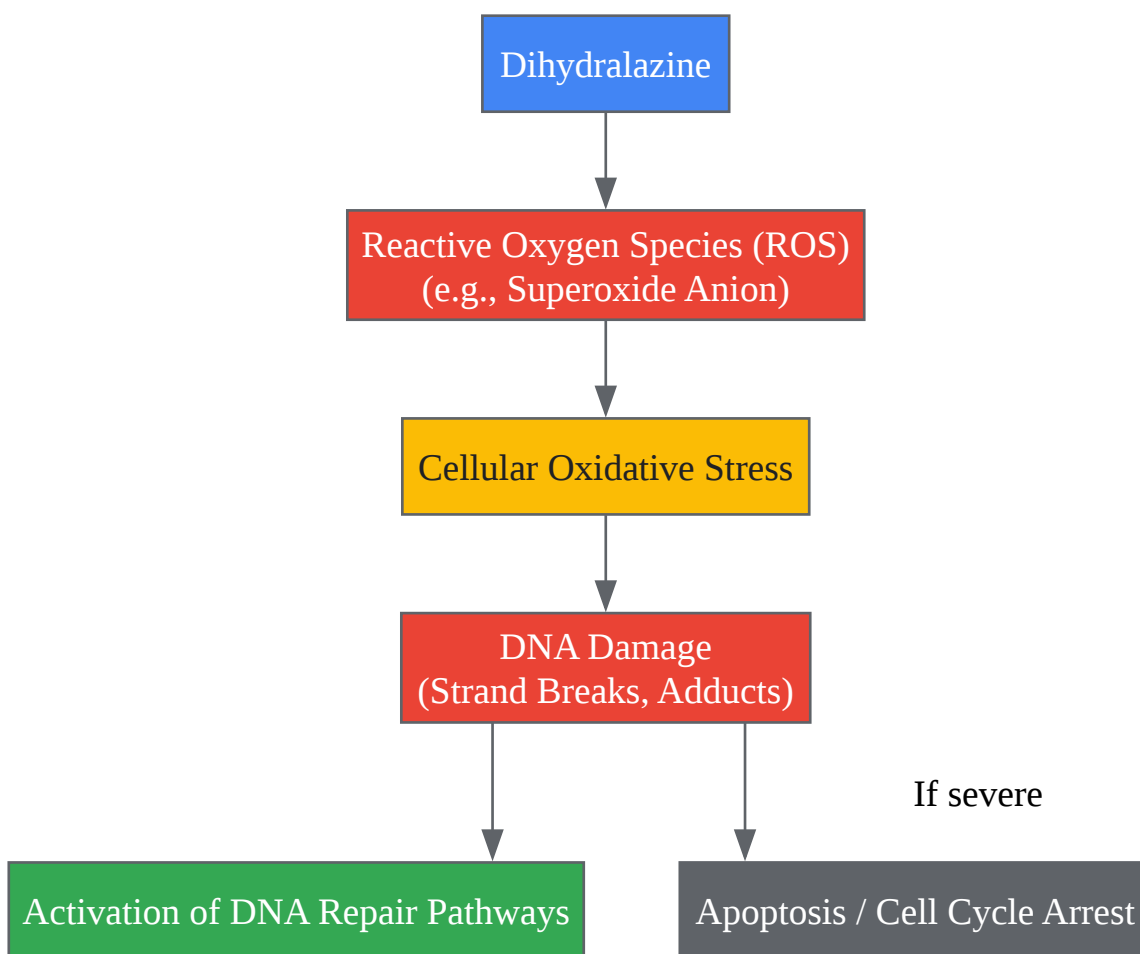 Dihydralazine
Reactive Oxygen Species (ROS)
(e.g., Superoxide Anion)
Cellular Oxidative Stress
DNA Damage
(Strand Breaks, Adducts)
If severe
Activation of DNA Repair Pathways
Apoptosis / Cell Cycle Arrest